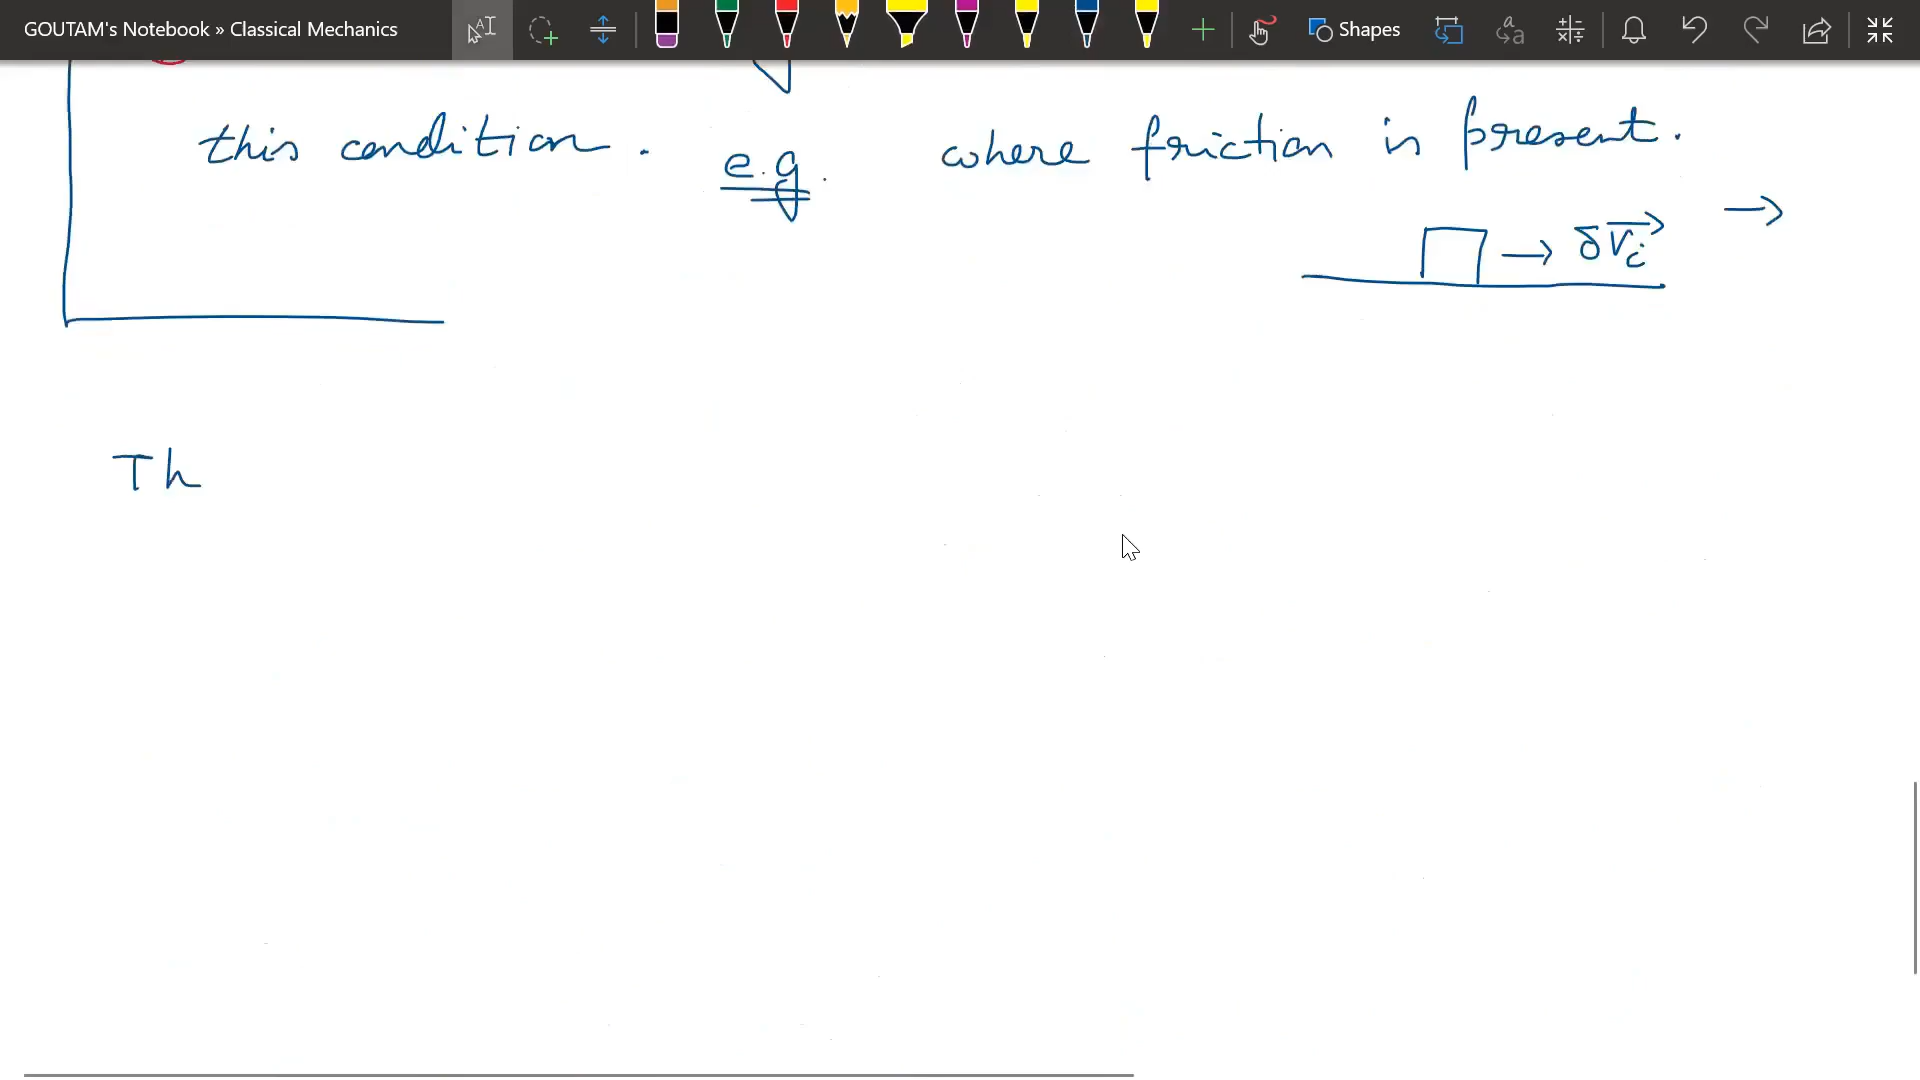 GOUTAM's Notebook » Classical Mechanics
Shapes
this condition. e.g. where friction is present.
→ δr⃗ᵢ →
Th